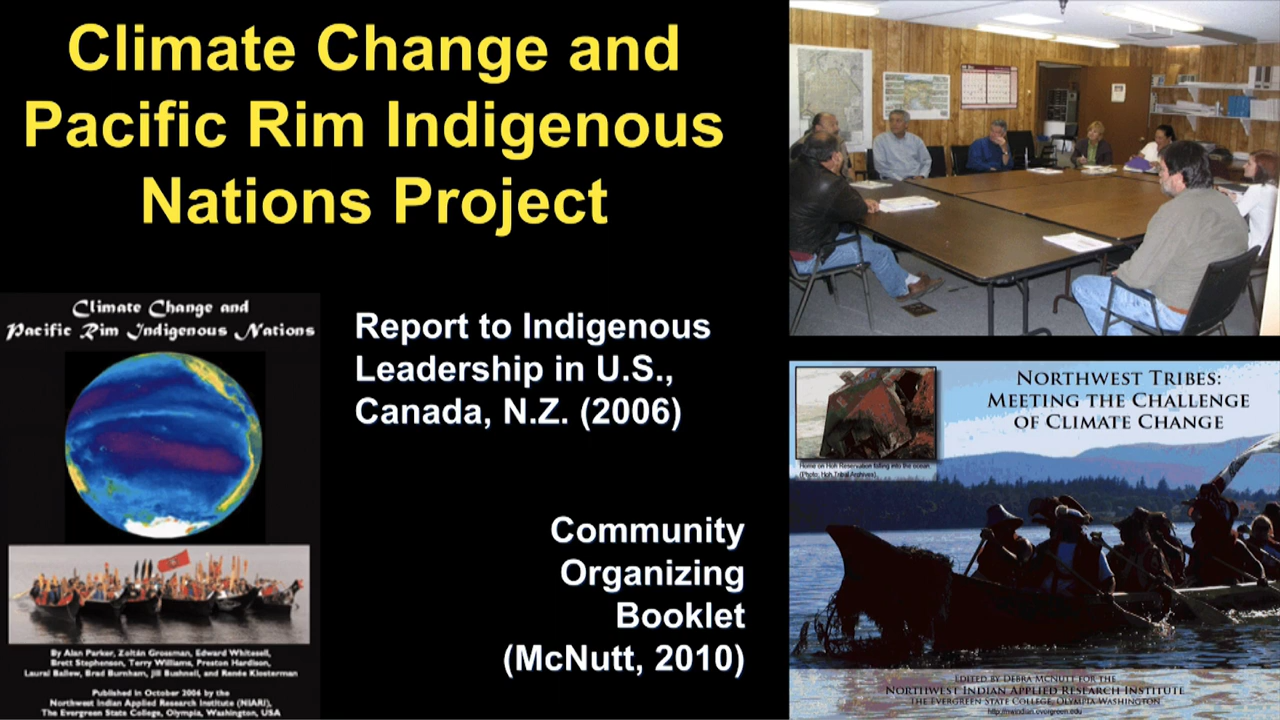 Climate Change and
Pacific Rim Indigenous
Nations Project
Climate Change and
Pacific Rim Indigenous Nations
By Alan Parker, Zoltán Grossman, Edward Whitesell,
Brett Stephenson, Terry Williams, Preston Hardison,
Laural Ballew, Brad Burnham, Jill Bushnell, and Renée Klosterman
Published in October 2006 by the
Northwest Indian Applied Research Institute (NIARI),
The Evergreen State College, Olympia, Washington, USA
Report to Indigenous
Leadership in U.S.,
Canada, N.Z. (2006)
Community
Organizing
Booklet
(McNutt, 2010)
Northwest Tribes:
Meeting the Challenge
of Climate Change
Home on Hoh Reservation falling into the ocean.
(Photo: Hoh Tribal Archives)
Edited by Debra McNutt for the
Northwest Indian Applied Research Institute
The Evergreen State College, Olympia Washington
http://nwindian.evergreen.edu